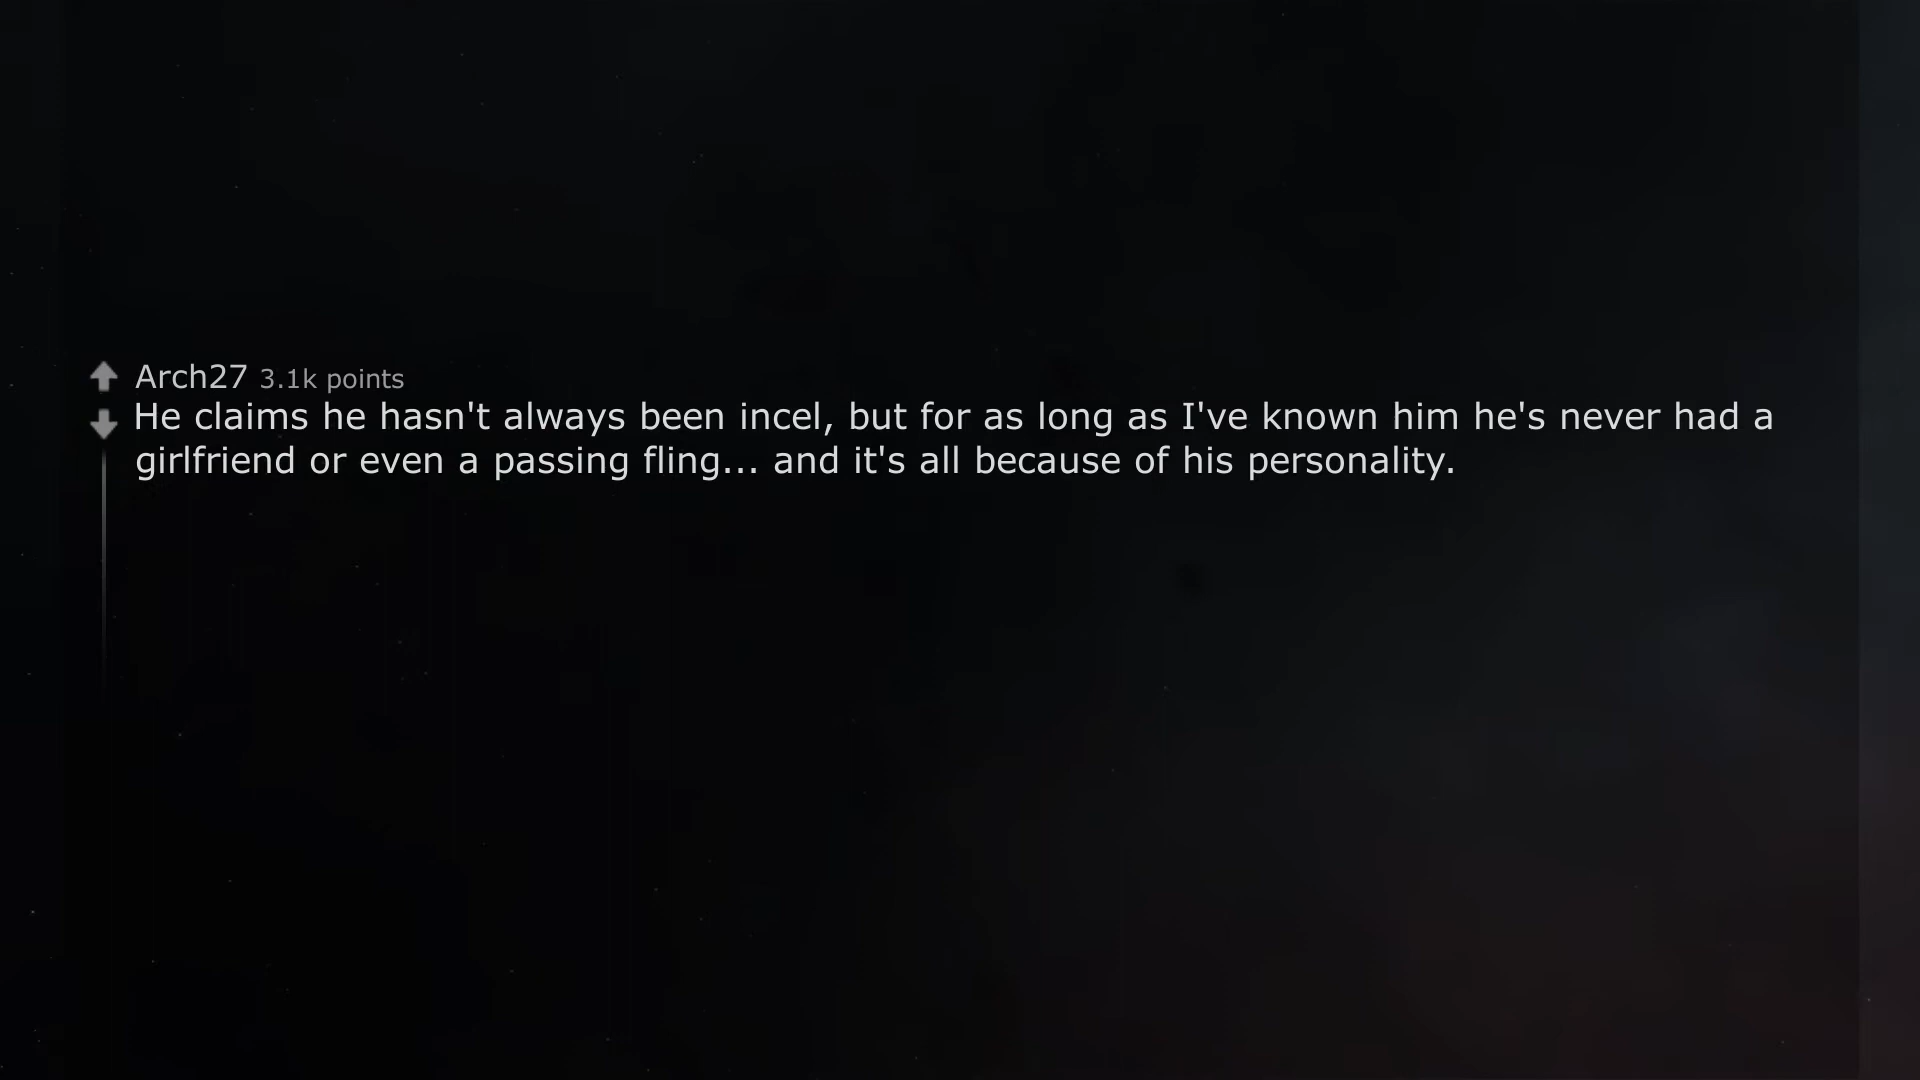 Arch27 3.1k points
He claims he hasn't always been incel, but for as long as I've known him he's never had a
girlfriend or even a passing fling... and it's all because of his personality.